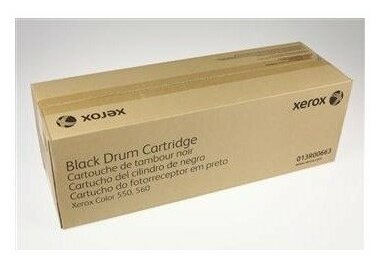 xerox
xerox
Black Drum Cartridge
Cartouche de tambour noir
Cartucho del cilindro de negro
Cartucho do fotorreceptor em preto
Xerox Color 550, 560
013R00663